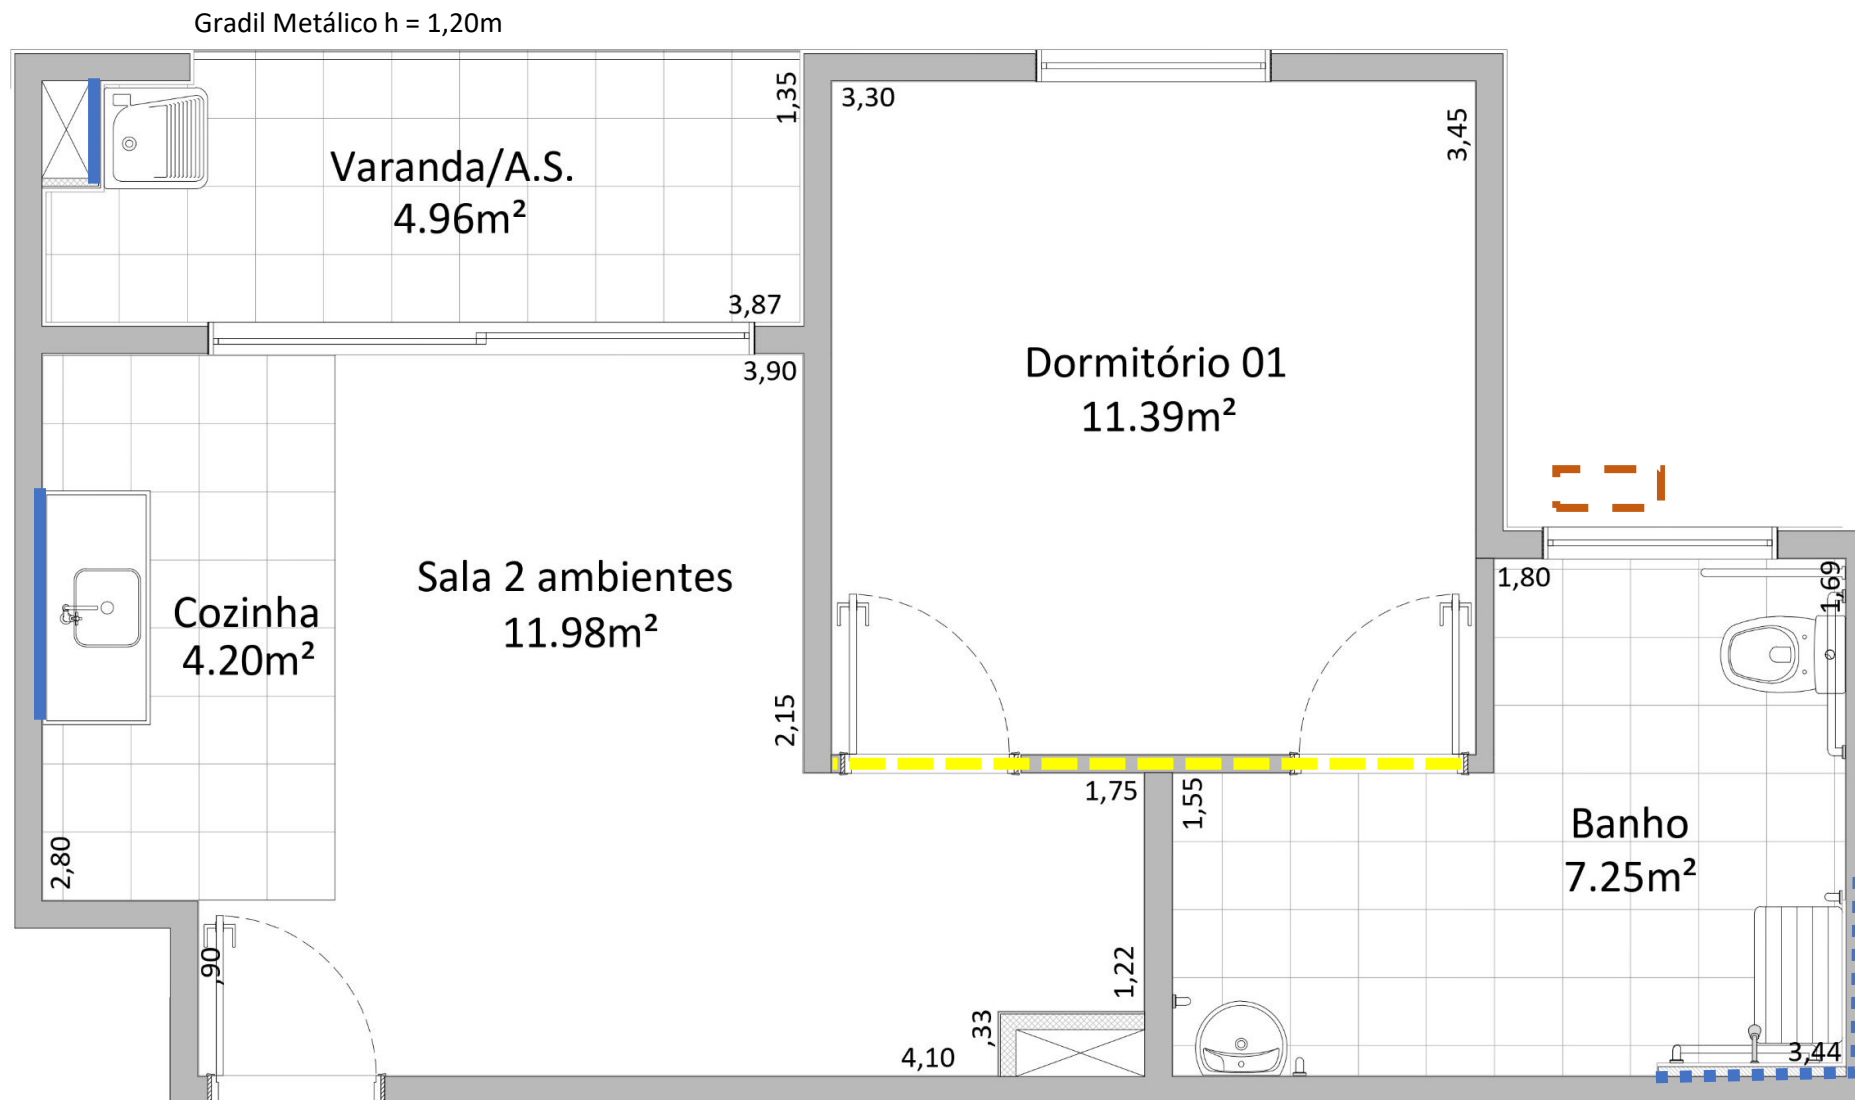 Gradil Metálico h = 1,20m
1,35
3,30
3,45
Varanda/A.S.
4.96m²
3,87
3,90
Dormitório 01
11.39m²
Sala 2 ambientes
11.98m²
Cozinha
4.20m²
1,80
1,69
2,15
1,75
1,55
Banho
7.25m²
2,80
,90
1,22
,33
4,10
3,44